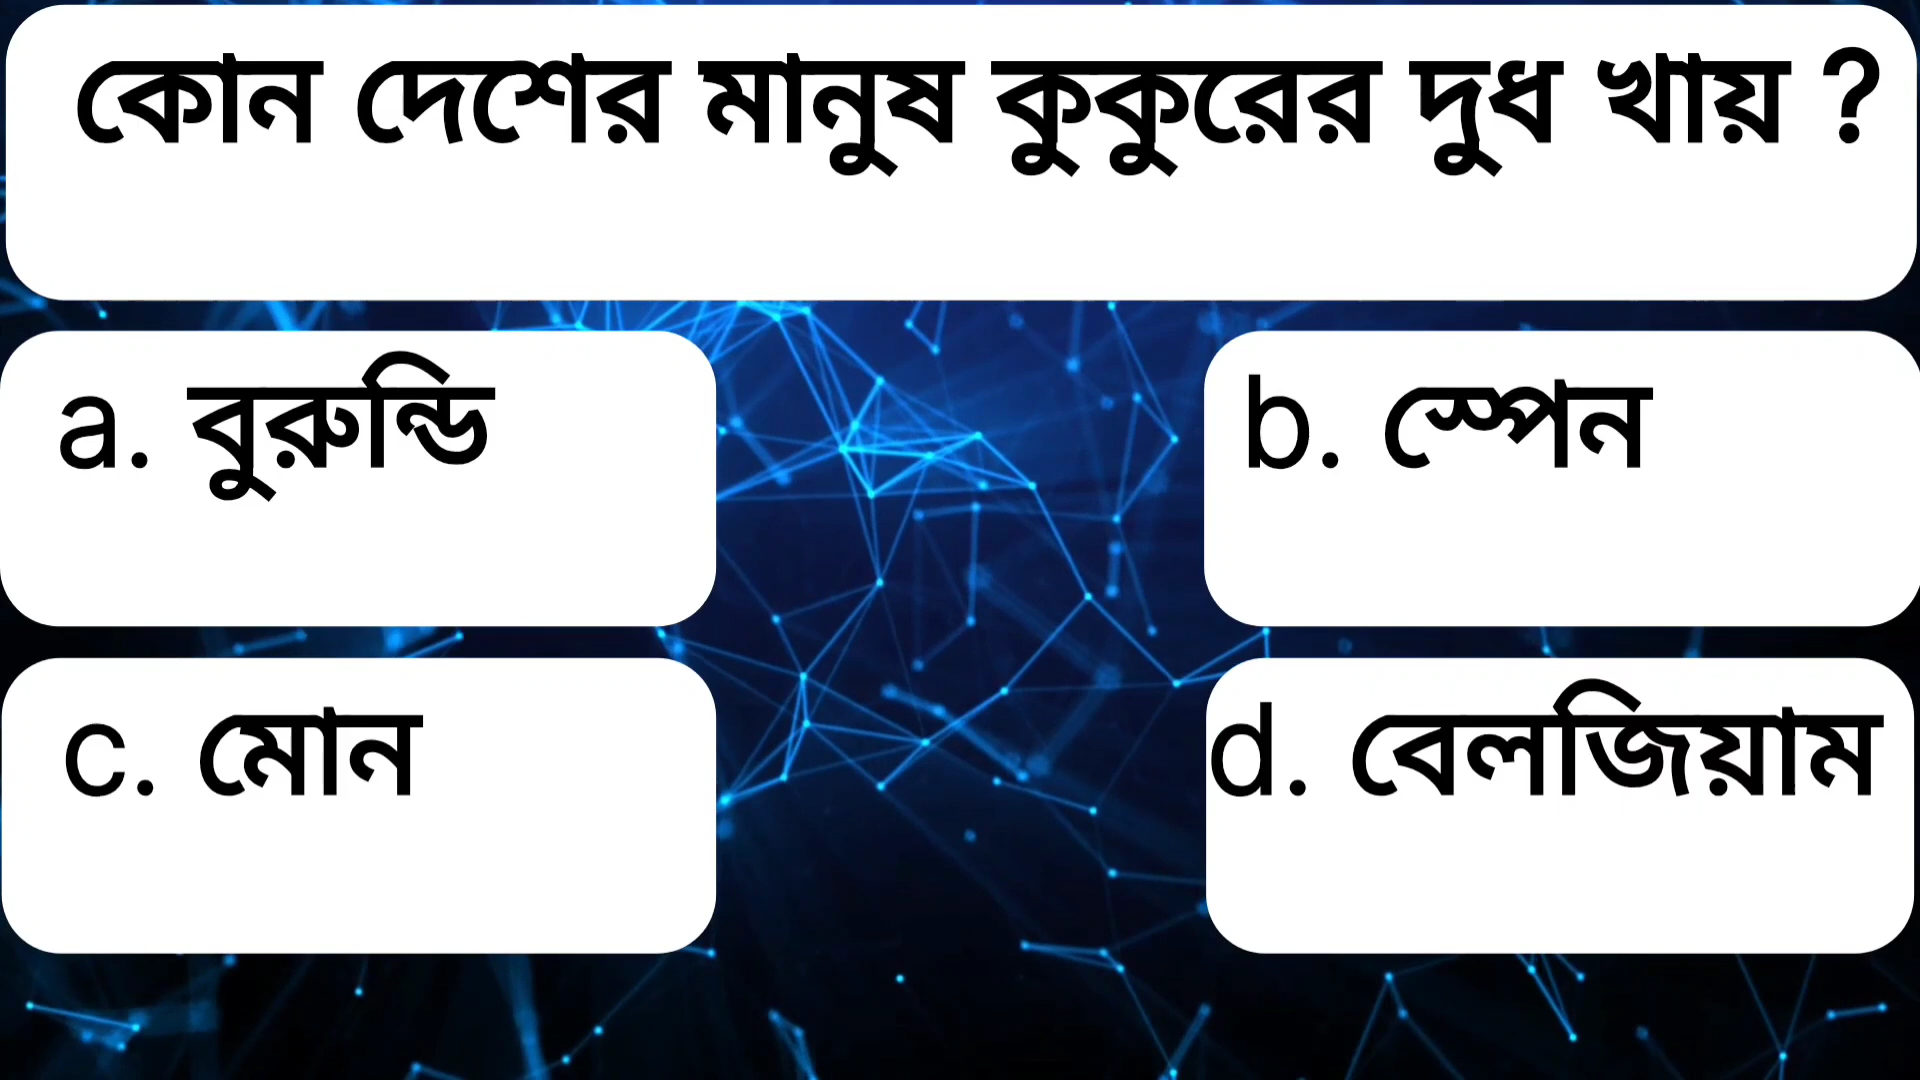 কোন দেশের মানুষ কুকুরের দুধ খায় ?
a. বুরুন্ডি
b. স্পেন
c. মোন
d. বেলজিয়াম